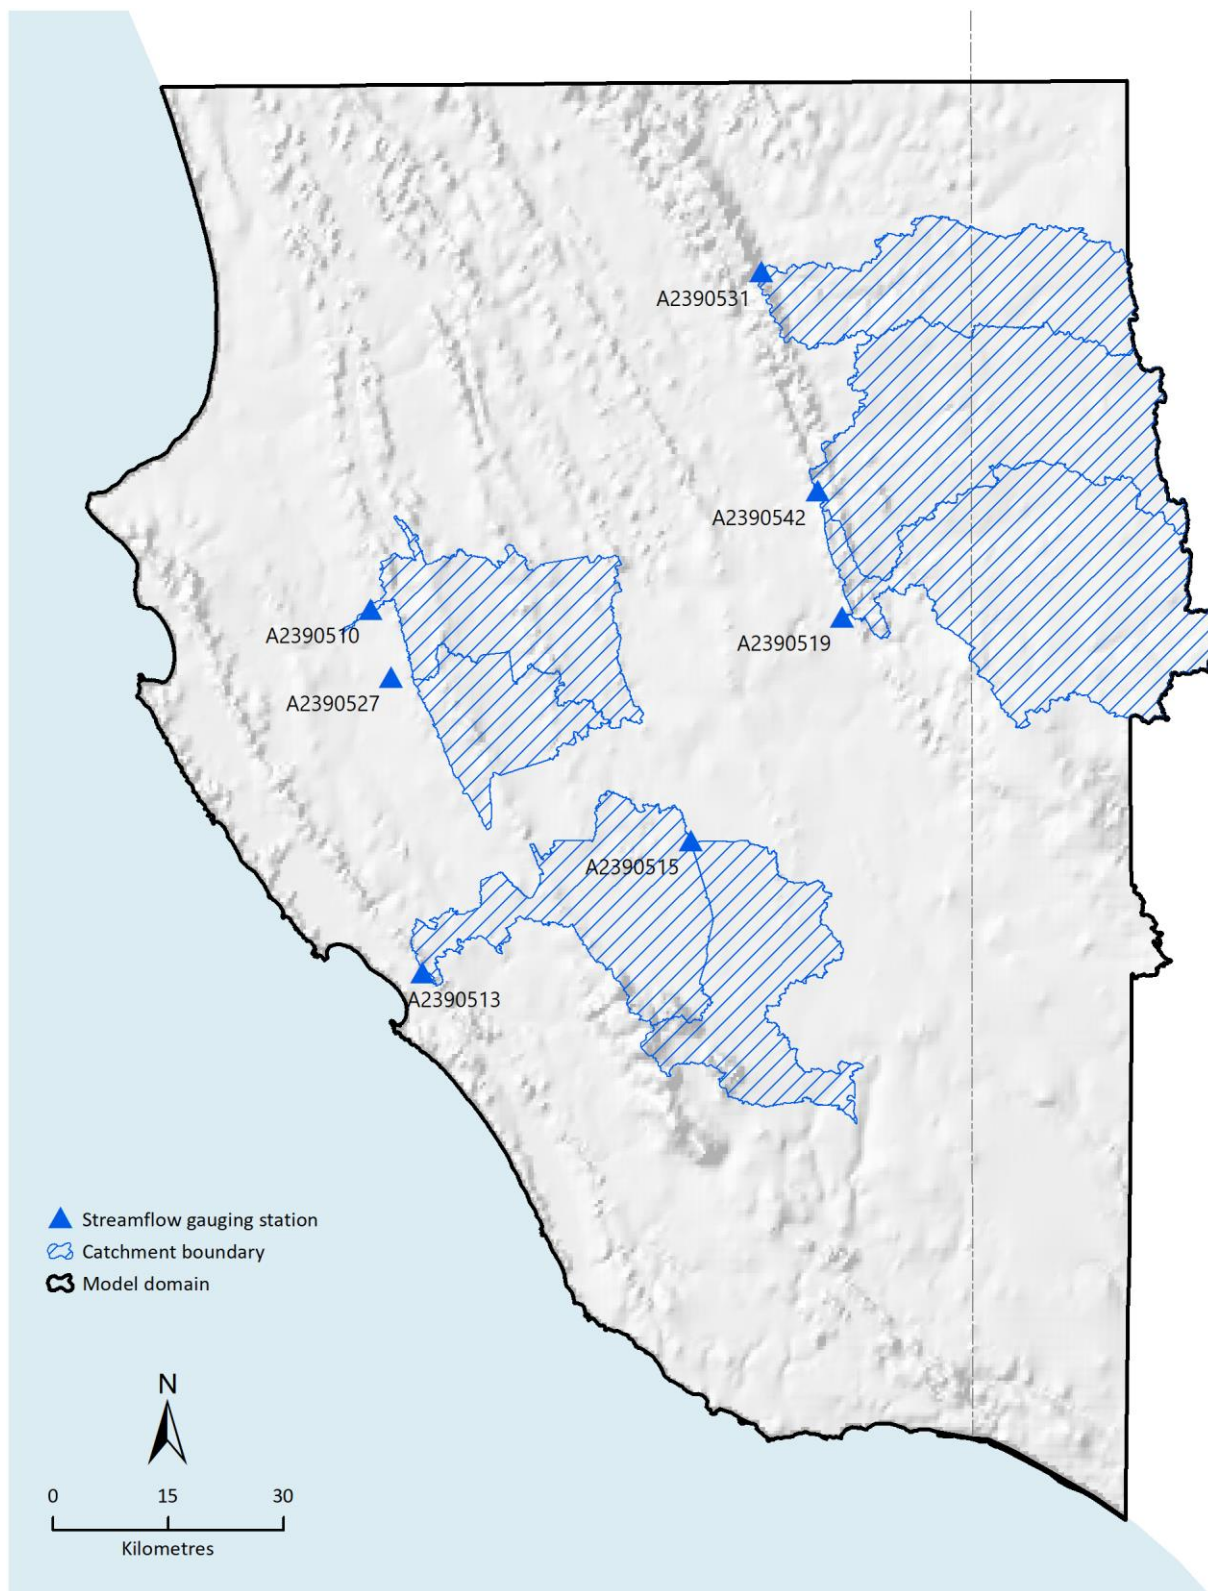 A2390531
A2390542
A2390510
A2390519
A2390527
A2390515
A2390513
Streamflow gauging station
Catchment boundary
Model domain
N
0 15 30
Kilometres